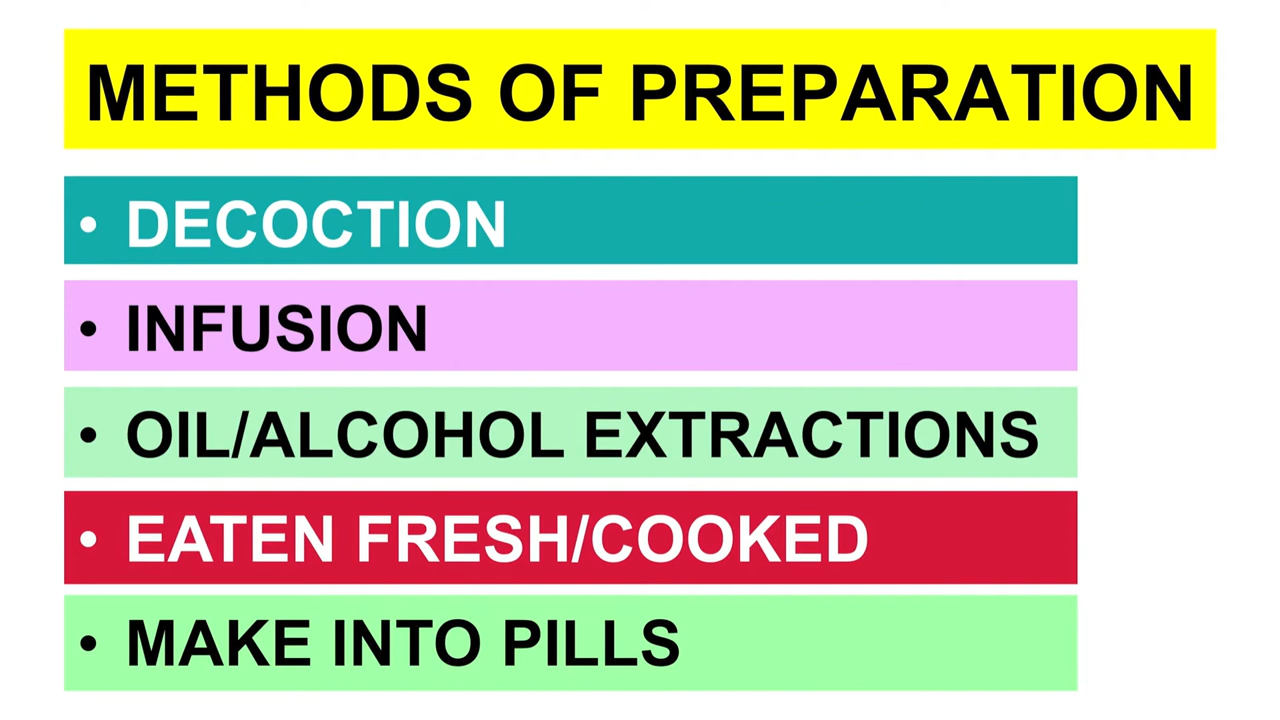 METHODS OF PREPARATION
• DECOCTION
• INFUSION
• OIL/ALCOHOL EXTRACTIONS
• EATEN FRESH/COOKED
• MAKE INTO PILLS